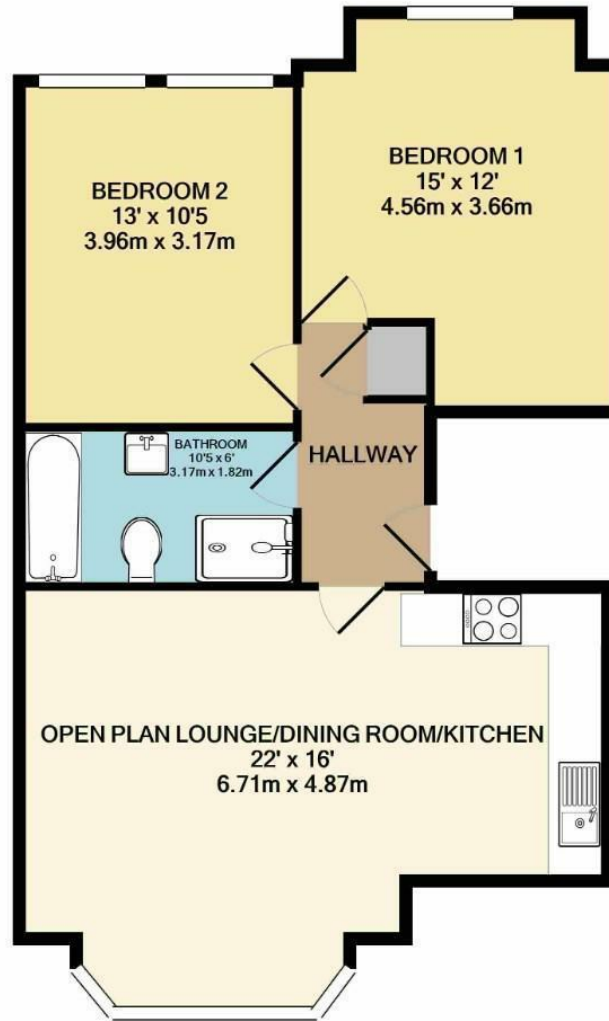 BEDROOM 1
15' x 12'
4.56m x 3.66m
BEDROOM 2
13' x 10'5
3.96m x 3.17m
BATHROOM
10'5 x 6'
3.17m x 1.82m
HALLWAY
OPEN PLAN LOUNGE/DINING ROOM/KITCHEN
22' x 16'
6.71m x 4.87m